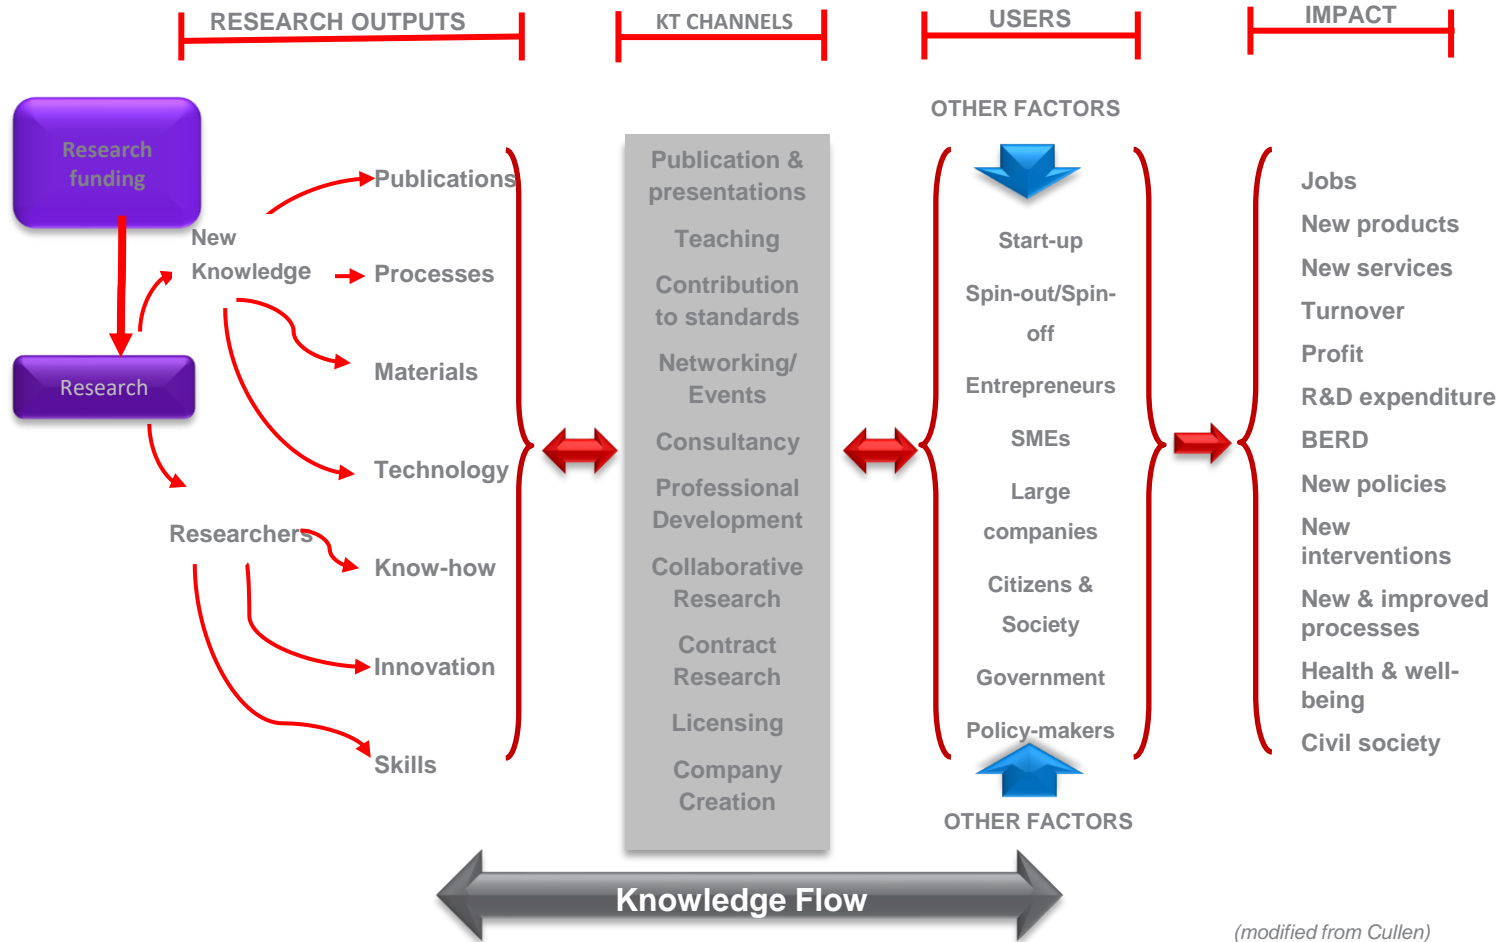 RESEARCH OUTPUTS
KT CHANNELS
USERS
IMPACT
Research
funding
Research
New
Knowledge
Researchers
Publications
Processes
Materials
Technology
Know-how
Innovation
Skills
Publication &
presentations
Teaching
Contribution
to standards
Networking/
Events
Consultancy
Professional
Development
Collaborative
Research
Contract
Research
Licensing
Company
Creation
OTHER FACTORS
Start-up
Spin-out/Spin-
off
Entrepreneurs
SMEs
Large
companies
Citizens &
Society
Government
Policy-makers
OTHER FACTORS
Jobs
New products
New services
Turnover
Profit
R&D expenditure
BERD
New policies
New
interventions
New & improved
processes
Health & well-
being
Civil society
Knowledge Flow
(modified from Cullen)